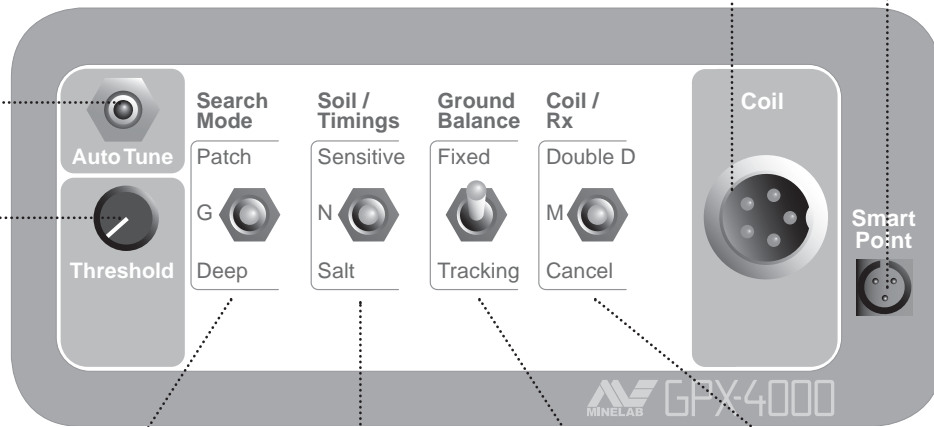 Auto Tune
Threshold
Search
Mode
Patch
G
Deep
Soil /
Timings
Sensitive
N
Salt
Ground
Balance
Fixed
Tracking
Coil /
Rx
Double D
M
Cancel
Coil
Smart
Point
MINELAB GPX-4000